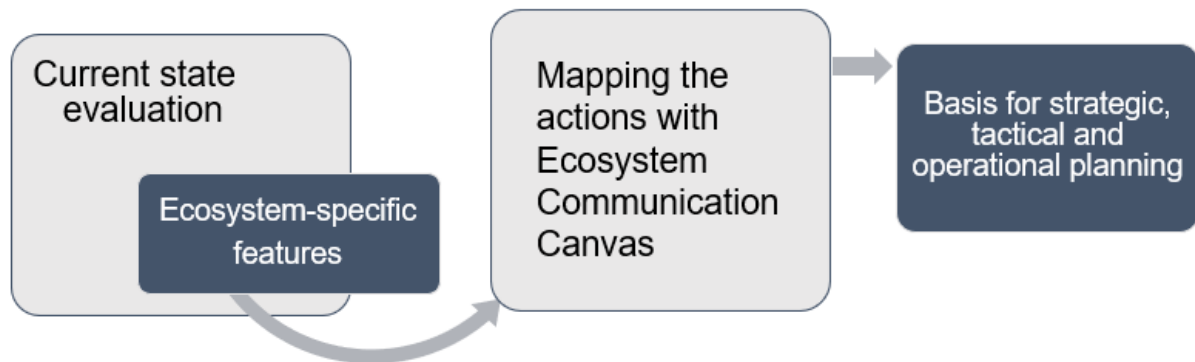 Current state
evaluation
Ecosystem-specific
features
Mapping the
actions with
Ecosystem
Communication
Canvas
Basis for strategic,
tactical and
operational planning